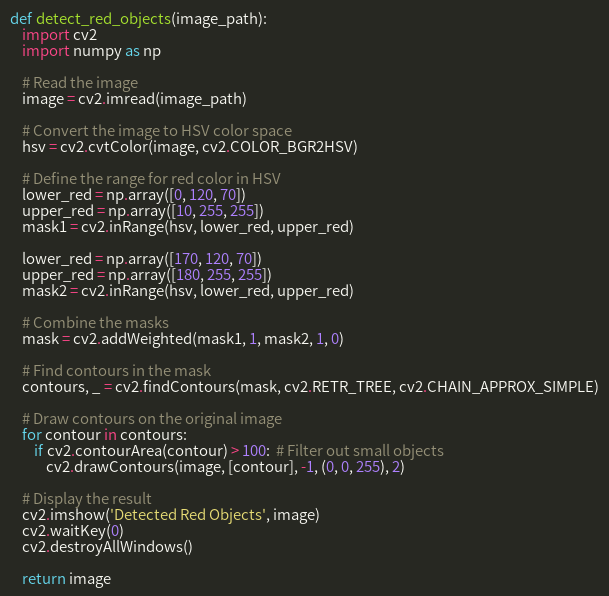 def detect_red_objects(image_path):
    import cv2
    import numpy as np

    # Read the image
    image = cv2.imread(image_path)

    # Convert the image to HSV color space
    hsv = cv2.cvtColor(image, cv2.COLOR_BGR2HSV)

    # Define the range for red color in HSV
    lower_red = np.array([0, 120, 70])
    upper_red = np.array([10, 255, 255])
    mask1 = cv2.inRange(hsv, lower_red, upper_red)

    lower_red = np.array([170, 120, 70])
    upper_red = np.array([180, 255, 255])
    mask2 = cv2.inRange(hsv, lower_red, upper_red)

    # Combine the masks
    mask = cv2.addWeighted(mask1, 1, mask2, 1, 0)

    # Find contours in the mask
    contours, _ = cv2.findContours(mask, cv2.RETR_TREE, cv2.CHAIN_APPROX_SIMPLE)

    # Draw contours on the original image
    for contour in contours:
        if cv2.contourArea(contour) > 100:  # Filter out small objects
            cv2.drawContours(image, [contour], -1, (0, 0, 255), 2)

    # Display the result
    cv2.imshow('Detected Red Objects', image)
    cv2.waitKey(0)
    cv2.destroyAllWindows()

    return image